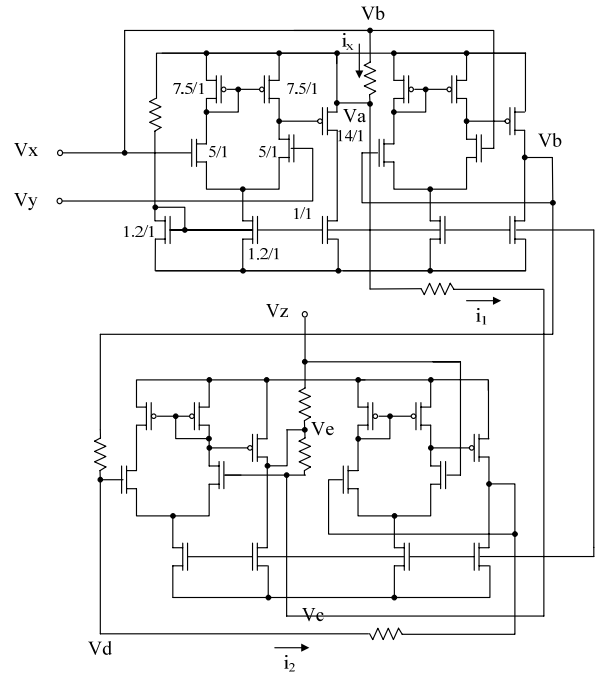 Vb
iₓ
7.5/1 7.5/1
Va
14/1
Vb
Vx
5/1 5/1
Vy
1/1
1.2/1
1.2/1
i₁
Vz
Ve
Vc
Vd
i₂